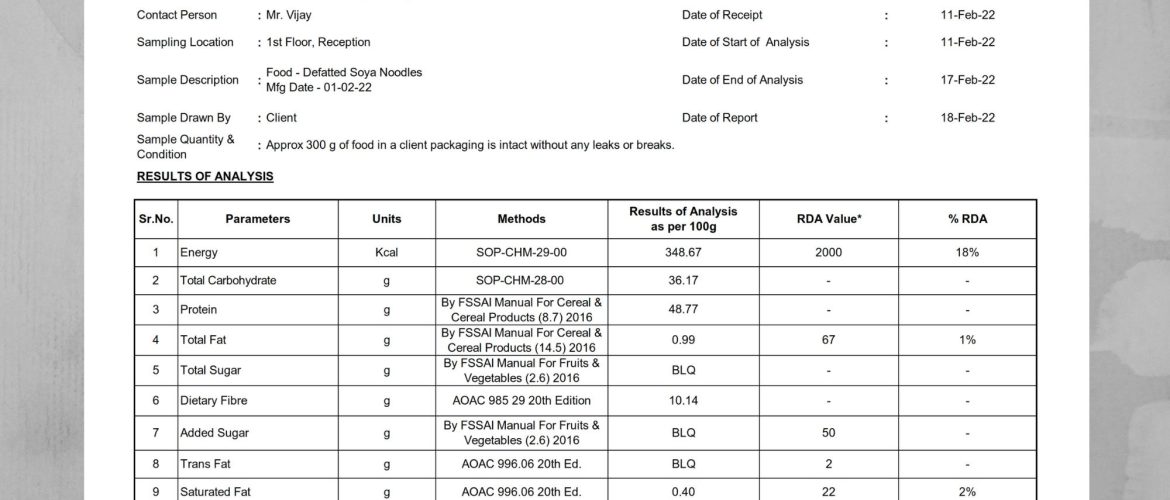 Contact Person : Mr. Vijay Date of Receipt : 11-Feb-22
Sampling Location : 1st Floor, Reception Date of Start of Analysis : 11-Feb-22
Sample Description : Food - Defatted Soya Noodles
Mfg Date - 01-02-22 Date of End of Analysis : 17-Feb-22
Sample Drawn By : Client Date of Report : 18-Feb-22
Sample Quantity &
Condition : Approx 300 g of food in a client packaging is intact without any leaks or breaks.
RESULTS OF ANALYSIS
Sr.No. Parameters Units Methods Results of Analysis
as per 100g RDA Value* % RDA
1 Energy Kcal SOP-CHM-29-00 348.67 2000 18%
2 Total Carbohydrate g SOP-CHM-28-00 36.17 - -
3 Protein g By FSSAI Manual For Cereal &
Cereal Products (8.7) 2016 48.77 - -
4 Total Fat g By FSSAI Manual For Cereal &
Cereal Products (14.5) 2016 0.99 67 1%
5 Total Sugar g By FSSAI Manual For Fruits &
Vegetables (2.6) 2016 BLQ - -
6 Dietary Fibre g AOAC 985 29 20th Edition 10.14 - -
7 Added Sugar g By FSSAI Manual For Fruits &
Vegetables (2.6) 2016 BLQ 50 -
8 Trans Fat g AOAC 996.06 20th Ed. BLQ 2 -
9 Saturated Fat g AOAC 996.06 20th Ed. 0.40 22 2%